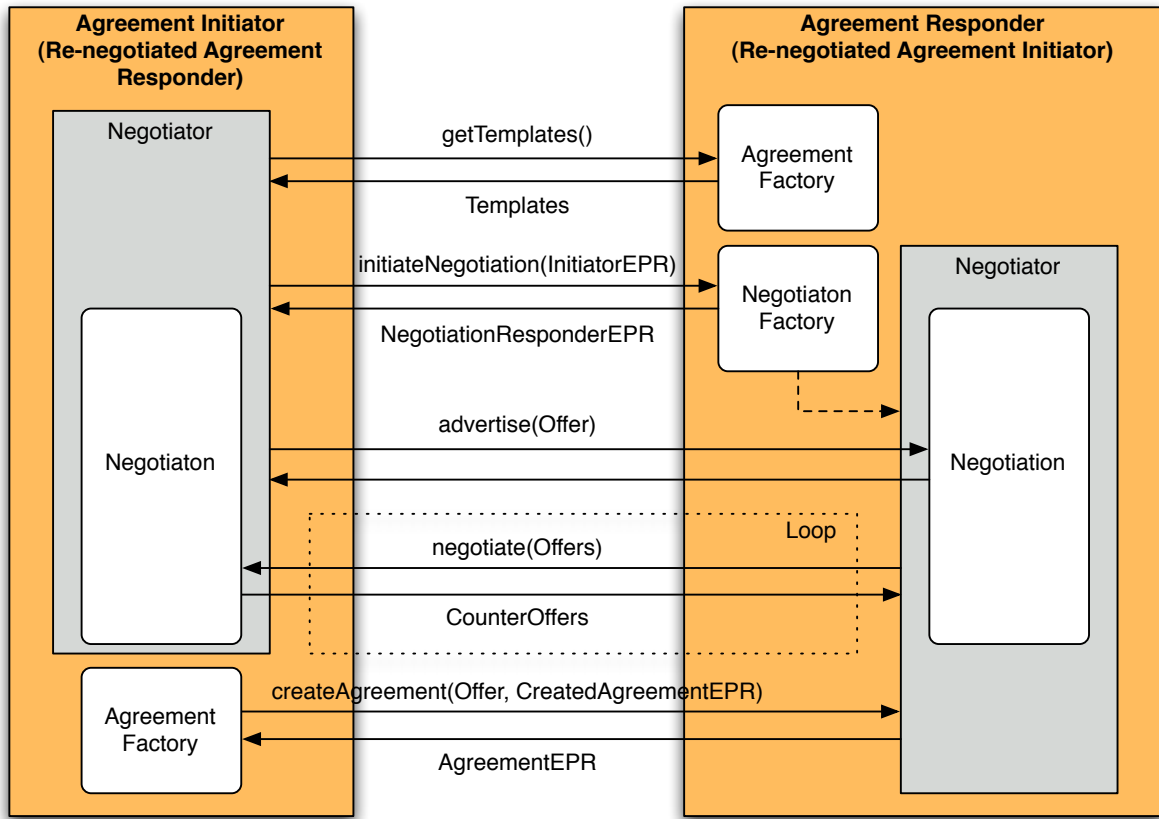 Agreement Initiator
(Re-negotiated Agreement
Responder)
Agreement Responder
(Re-negotiated Agreement Initiator)
Negotiator
getTemplates()
Agreement
Factory
Templates
initiateNegotiation(InitiatorEPR)
Negotiaton
Factory
Negotiator
NegotiationResponderEPR
advertise(Offer)
Negotiaton
Negotiation
Loop
negotiate(Offers)
CounterOffers
createAgreement(Offer, CreatedAgreementEPR)
Agreement
Factory
AgreementEPR